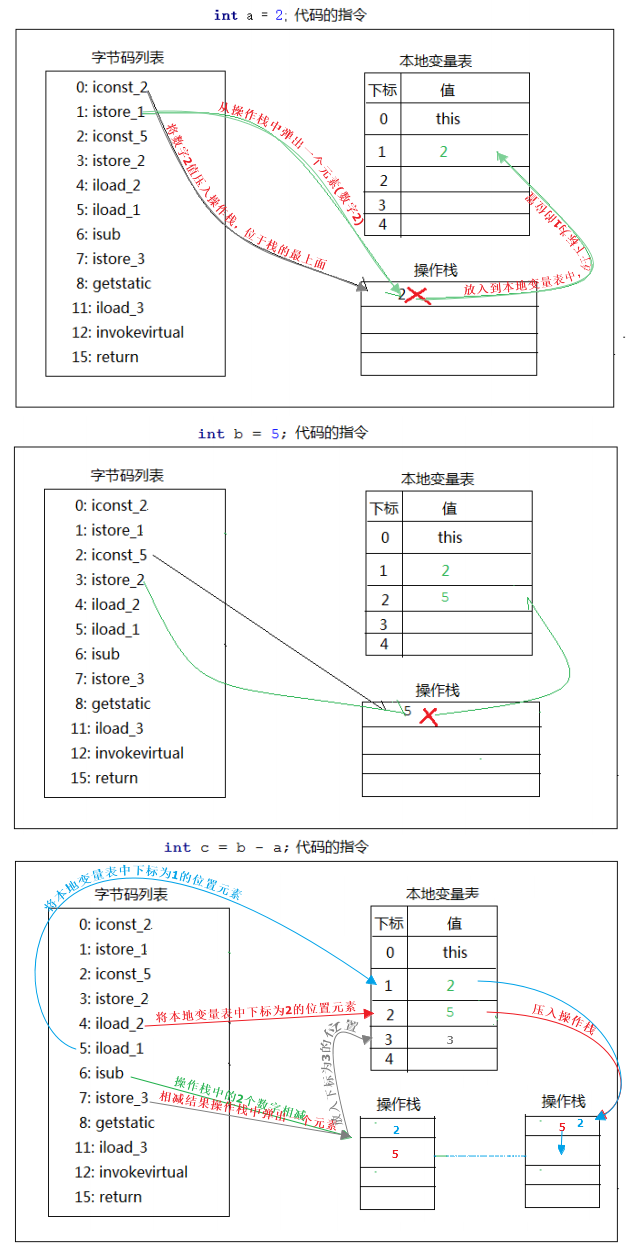 int a = 2; 代码的指令
字节码列表
0: iconst_2
1: istore_1
2: iconst_5
3: istore_2
4: iload_2
5: iload_1
6: isub
7: istore_3
8: getstatic
11: iload_3
12: invokevirtual
15: return
将数字2值压入操作栈，位于栈的最上面
从操作栈中弹出一个元素(数字2)
本地变量表
下标 值
0 this
1 2
2
3
4
操作栈
2
放入到本地变量表中，位于下标为1的位置
int b = 5; 代码的指令
字节码列表
0: iconst_2
1: istore_1
2: iconst_5
3: istore_2
4: iload_2
5: iload_1
6: isub
7: istore_3
8: getstatic
11: iload_3
12: invokevirtual
15: return
本地变量表
下标 值
0 this
1 2
2 5
3
4
操作栈
5
int c = b - a; 代码的指令
将本地变量表中下标为1的位置元素
字节码列表
0: iconst_2
1: istore_1
2: iconst_5
3: istore_2
4: iload_2
5: iload_1
6: isub
7: istore_3
8: getstatic
11: iload_3
12: invokevirtual
15: return
将本地变量表中下标为2的位置元素
操作栈中的2个数字相减
相减结果操作栈中弹出一个元素
放入下标为3的位置
本地变量表
下标 值
0 this
1 2
2 5
3 3
4
压入操作栈
操作栈
2
5
操作栈
5 2